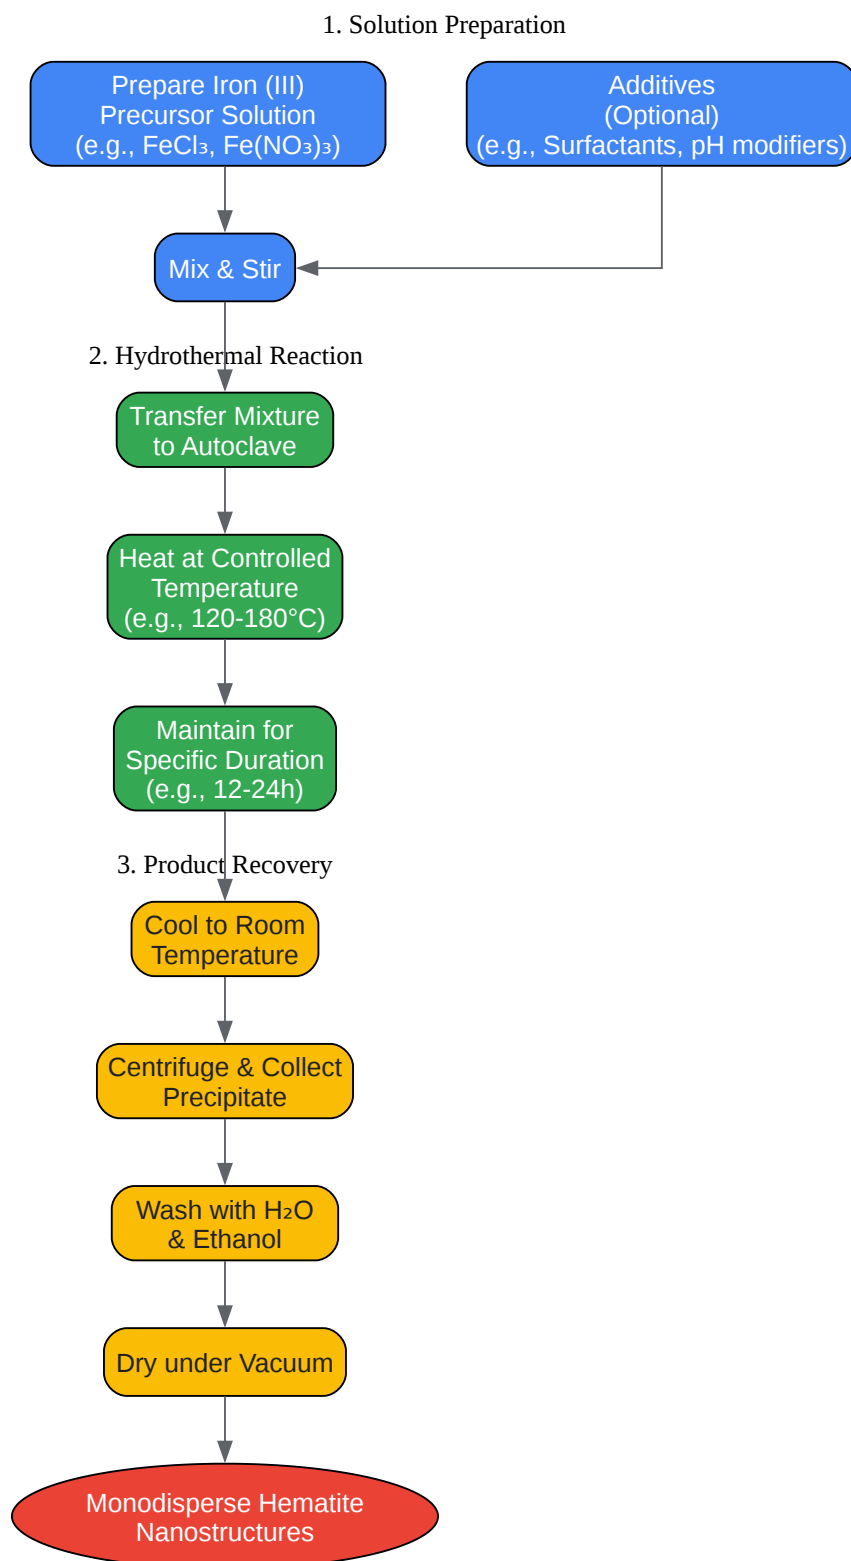 1. Solution Preparation
Prepare Iron (III)
Precursor Solution
(e.g., FeCl₃, Fe(NO₃)₃)
Additives
(Optional)
(e.g., Surfactants, pH modifiers)
Mix & Stir
2. Hydrothermal Reaction
Transfer Mixture
to Autoclave
Heat at Controlled
Temperature
(e.g., 120-180°C)
Maintain for
Specific Duration
(e.g., 12-24h)
3. Product Recovery
Cool to Room
Temperature
Centrifuge & Collect
Precipitate
Wash with H₂O
& Ethanol
Dry under Vacuum
Monodisperse Hematite
Nanostructures